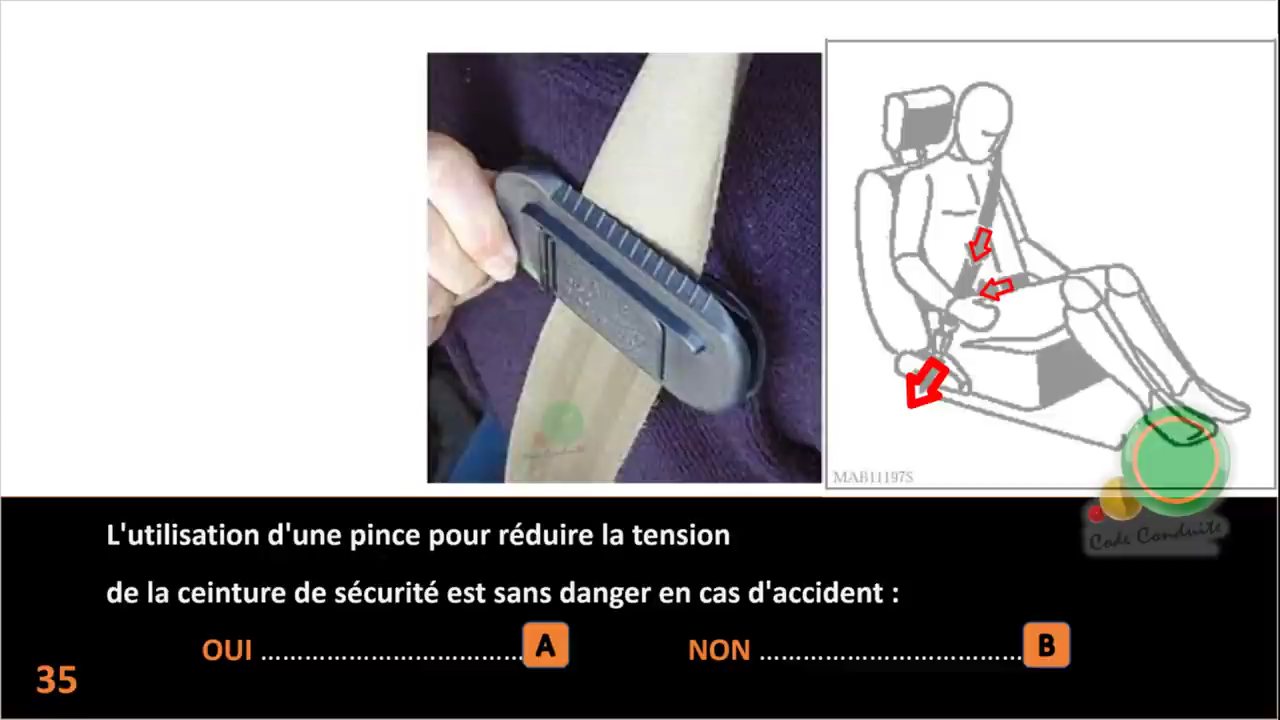 MAB11197S
Code Conduite
L'utilisation d'une pince pour réduire la tension
de la ceinture de sécurité est sans danger en cas d'accident :
OUI ................................... A NON ................................... B
35